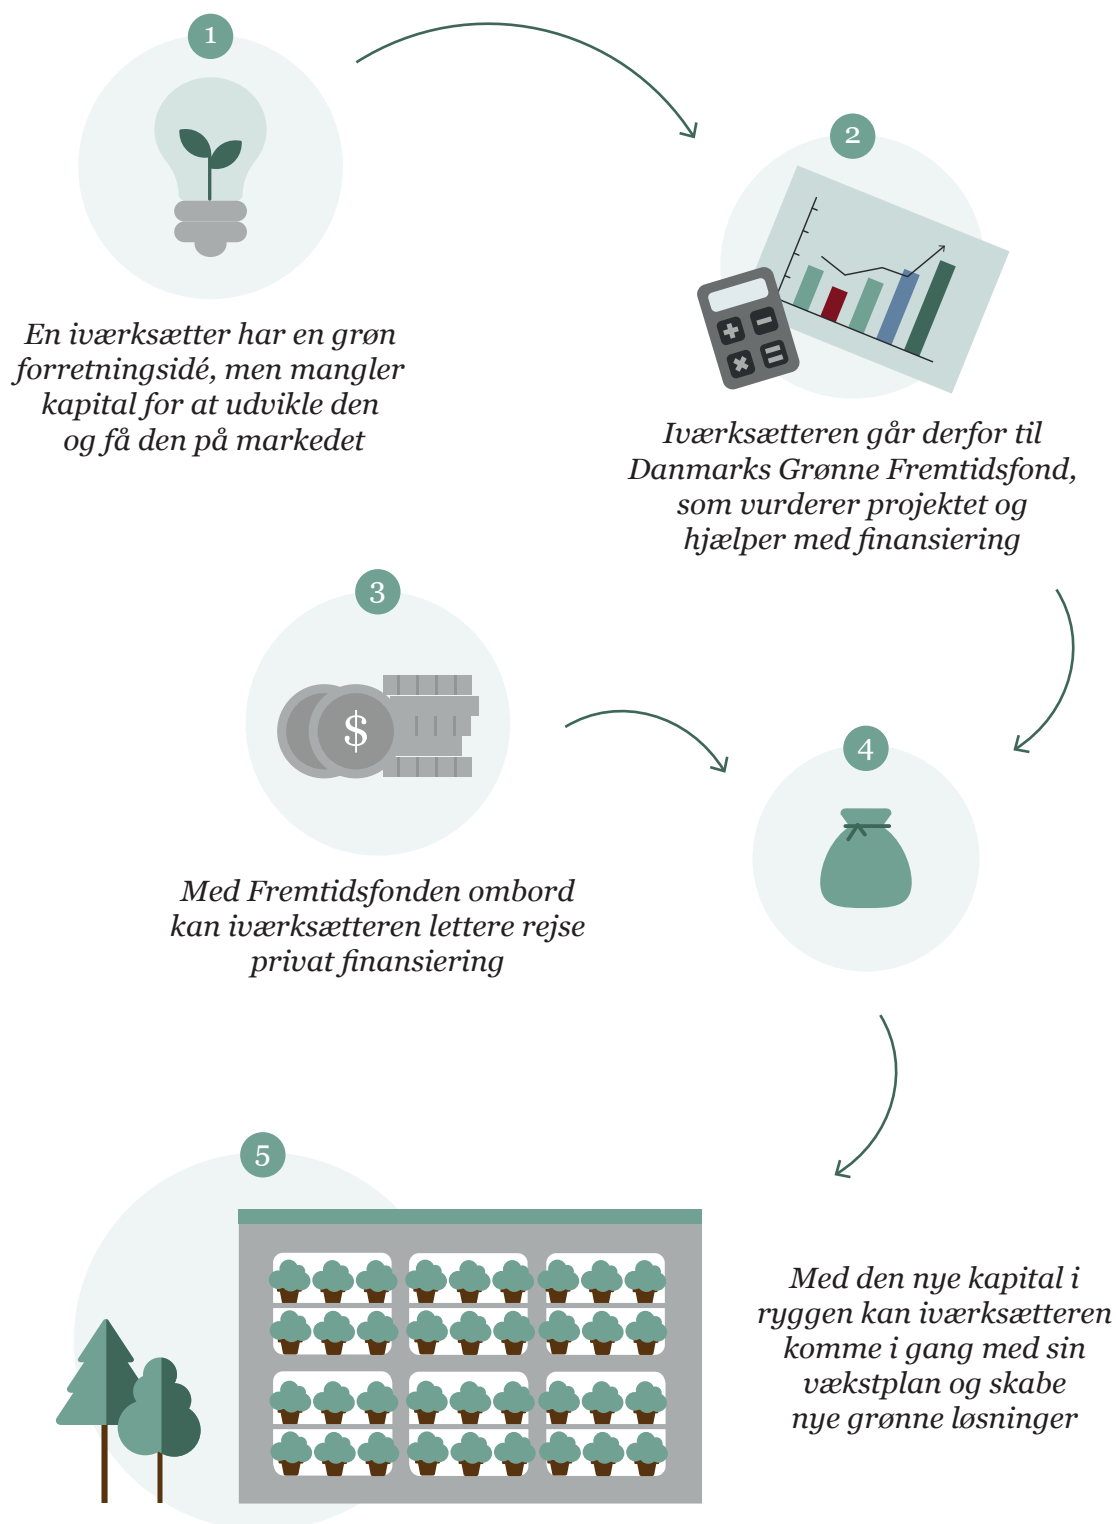 1
En iværksætter har en grøn
forretningsidé, men mangler
kapital for at udvikle den
og få den på markedet
2
Iværksætteren går derfor til
Danmarks Grønne Fremtidsfond,
som vurderer projektet og
hjælper med finansiering
3
$
Med Fremtidsfonden ombord
kan iværksætteren lettere rejse
privat finansiering
4
5
Med den nye kapital i
ryggen kan iværksætteren
komme i gang med sin
vækstplan og skabe
nye grønne løsninger